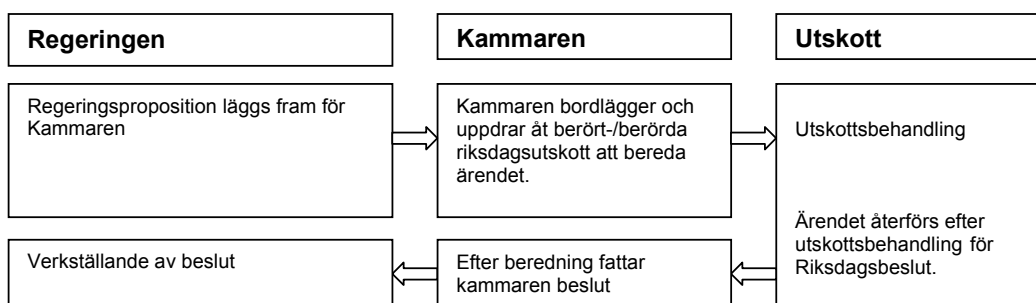 Regeringen
Kammaren
Utskott
Regeringsproposition läggs fram för
Kammaren
Kammaren bordlägger och
uppdrar åt berört-/berörda
riksdagsutskott att bereda
ärendet.
Utskottsbehandling
Ärendet återförs efter
utskottsbehandling för
Riksdagsbeslut.
Efter beredning fattar
kammaren beslut
Verkställande av beslut